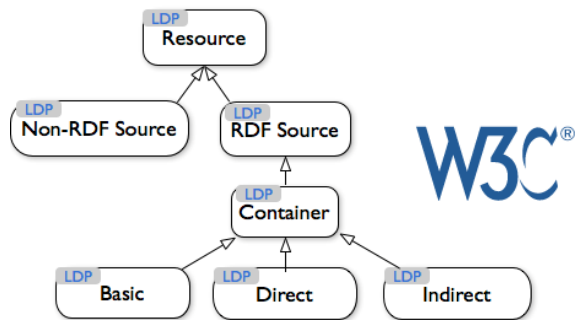 LDP
Resource
LDP
Non-RDF Source
LDP
RDF Source
W3C®
LDP
Container
LDP
Basic
LDP
Direct
LDP
Indirect